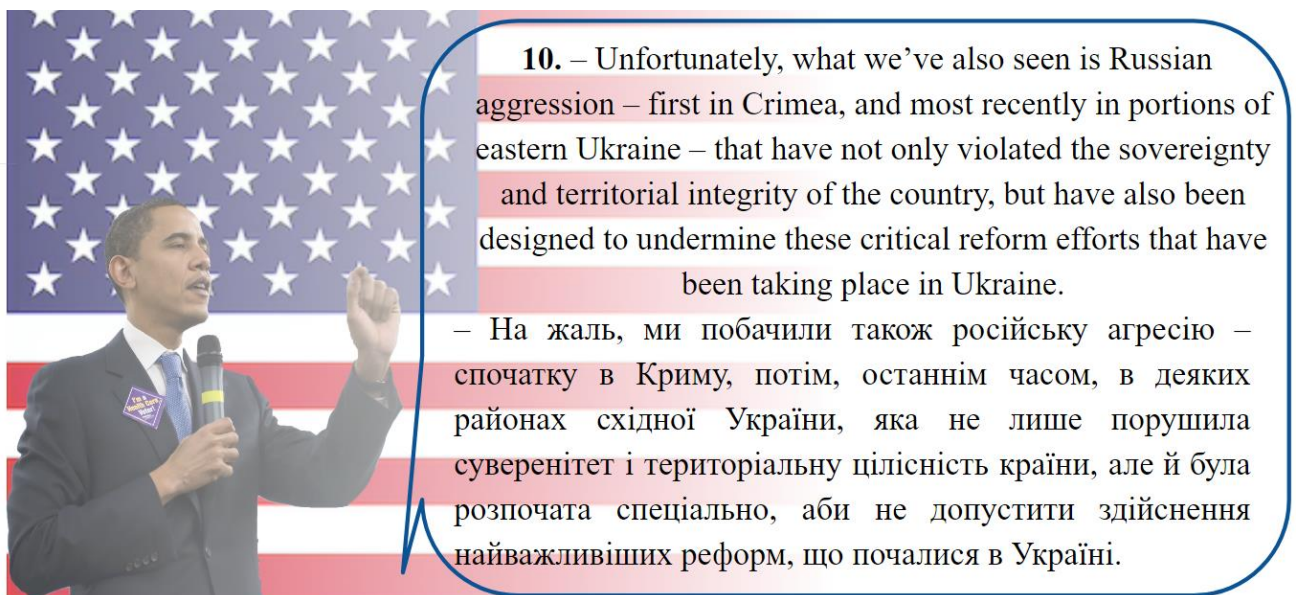 10. – Unfortunately, what we’ve also seen is Russian
aggression – first in Crimea, and most recently in portions of
eastern Ukraine – that have not only violated the sovereignty
and territorial integrity of the country, but have also been
designed to undermine these critical reform efforts that have
been taking place in Ukraine.
– На жаль, ми побачили також російську агресію –
спочатку в Криму, потім, останнім часом, в деяких
районах східної України, яка не лише порушила
суверенітет і територіальну цілісність країни, але й була
розпочата спеціально, аби не допустити здійснення
найважливіших реформ, що почалися в Україні.
I'm a
Health Care
Voter!